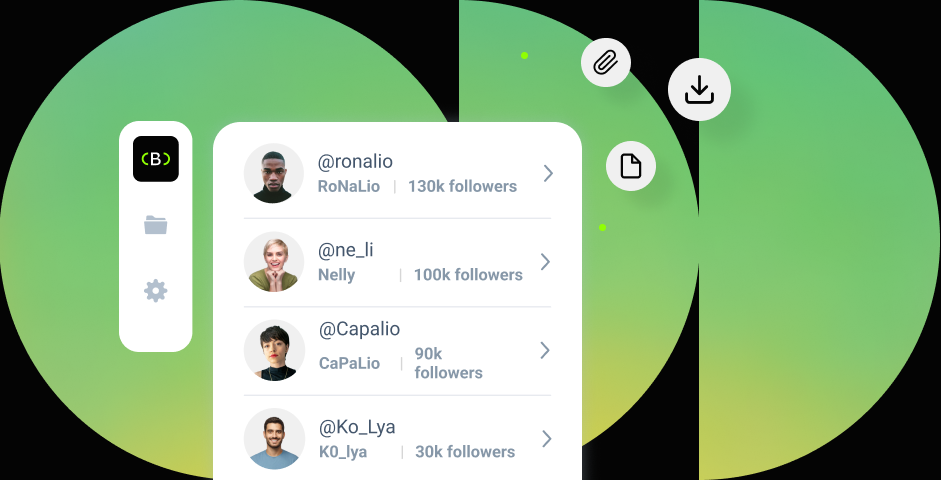 (B)
@ronalio
RoNaLio | 130k followers
@ne_li
Nelly | 100k followers
@Capalio
CaPaLio | 90k
followers
@Ko_Lya
K0_lya | 30k followers